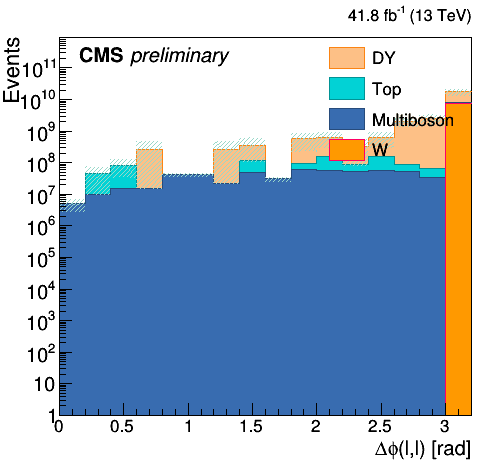 41.8 fb⁻¹ (13 TeV)
Events
CMS preliminary
DY
Top
Multiboson
W
10¹¹
10¹⁰
10⁹
10⁸
10⁷
10⁶
10⁵
10⁴
10³
10²
10
1
0 0.5 1 1.5 2 2.5 3
Δϕ(l,l) [rad]